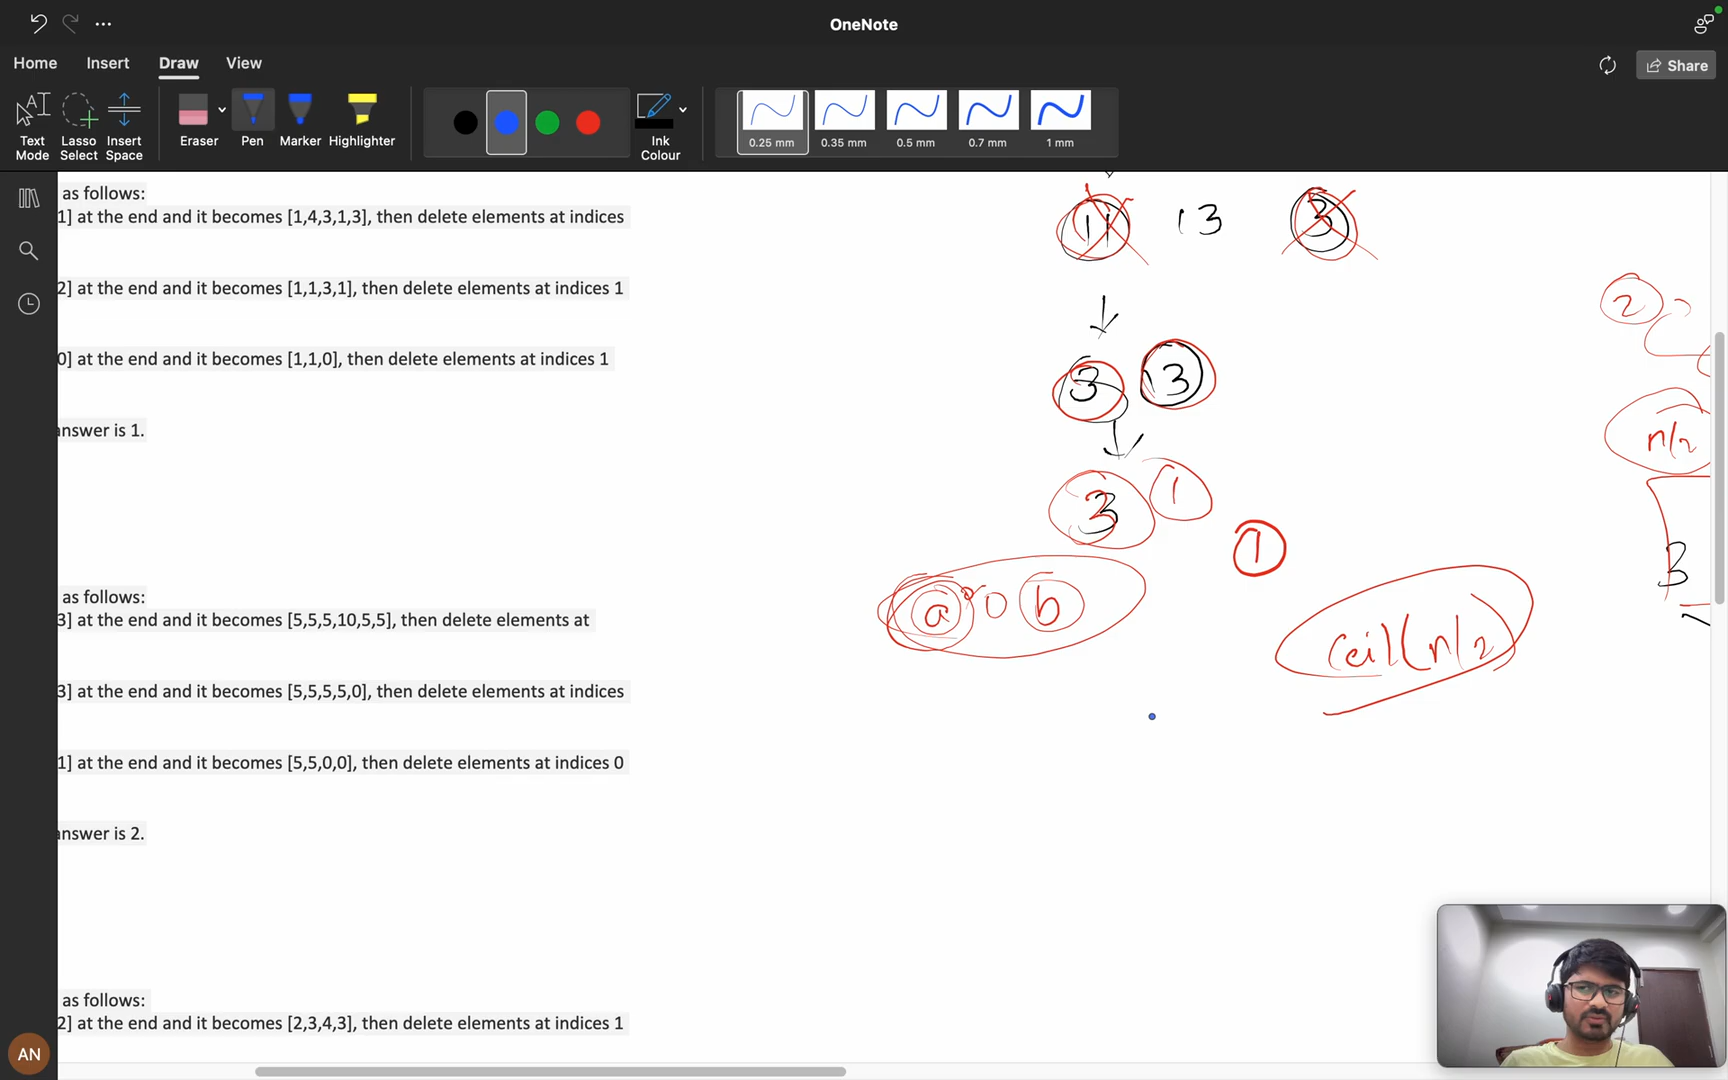 OneNote
Home Insert Draw View
Share
Text Mode
Lasso Select
Insert Space
Eraser
Pen
Marker
Highlighter
Ink Colour
0.25 mm
0.35 mm
0.5 mm
0.7 mm
1 mm
as follows:
1] at the end and it becomes [1,4,3,1,3], then delete elements at indices
2] at the end and it becomes [1,1,3,1], then delete elements at indices 1
0] at the end and it becomes [1,1,0], then delete elements at indices 1
answer is 1.
as follows:
3] at the end and it becomes [5,5,5,10,5,5], then delete elements at
3] at the end and it becomes [5,5,5,5,0], then delete elements at indices
1] at the end and it becomes [5,5,0,0], then delete elements at indices 0
answer is 2.
as follows:
2] at the end and it becomes [2,3,4,3], then delete elements at indices 1
11 13 3
2
3 13
n/2
3 1
1
3
a 0 b
ceil(n/2)
AN